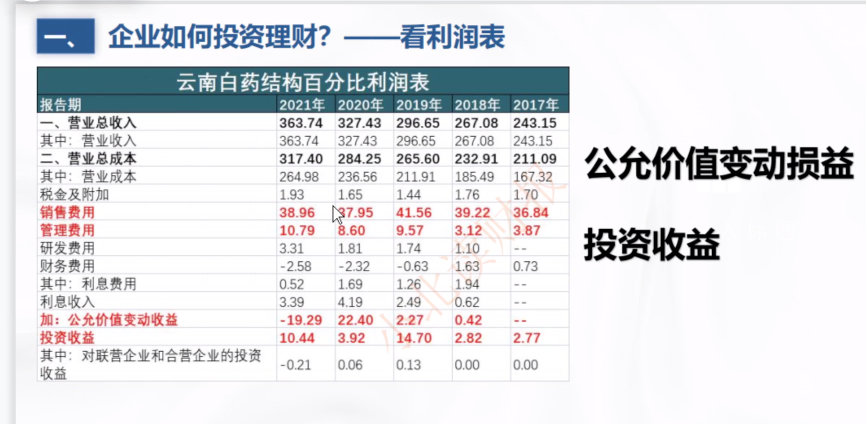 一、 企业如何投资理财？——看利润表
云南白药结构百分比利润表
报告期 2021年 2020年 2019年 2018年 2017年
一、营业总收入 363.74 327.43 296.65 267.08 243.15
其中：营业收入 363.74 327.43 296.65 267.08 243.15
二、营业总成本 317.40 284.25 265.60 232.91 211.09
其中：营业成本 264.98 236.56 211.91 185.49 167.32
税金及附加 1.93 1.65 1.44 1.76 1.70
销售费用 38.96 37.95 41.56 39.22 36.84
管理费用 10.79 8.60 9.57 3.12 3.87
研发费用 3.31 1.81 1.74 1.10 --
财务费用 -2.58 -2.32 -0.63 1.63 0.73
其中：利息费用 0.52 1.69 1.26 1.94 --
利息收入 3.39 4.19 2.49 0.62 --
加：公允价值变动收益 -19.29 22.40 2.27 0.42 --
投资收益 10.44 3.92 14.70 2.82 2.77
其中：对联营企业和合营企业的投资
收益 -0.21 0.06 0.13 0.00 0.00
公允价值变动损益
投资收益
小北读财报